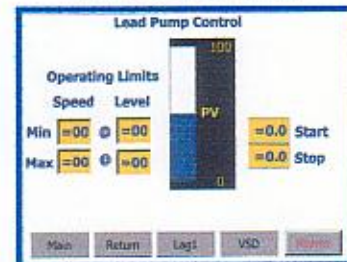 Lead Pump Control
100
Operating Limits
Speed Level
PV
Min =00 @ =00
=0.0 Start
Max =00 @ =00
=0.0 Stop
0
Main Return Lag1 VSD